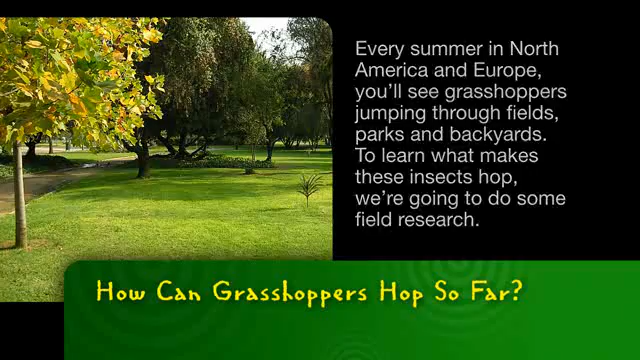 Every summer in North
America and Europe,
you'll see grasshoppers
jumping through fields,
parks and backyards.
To learn what makes
these insects hop,
we're going to do some
field research.
How Can Grasshoppers Hop So Far?